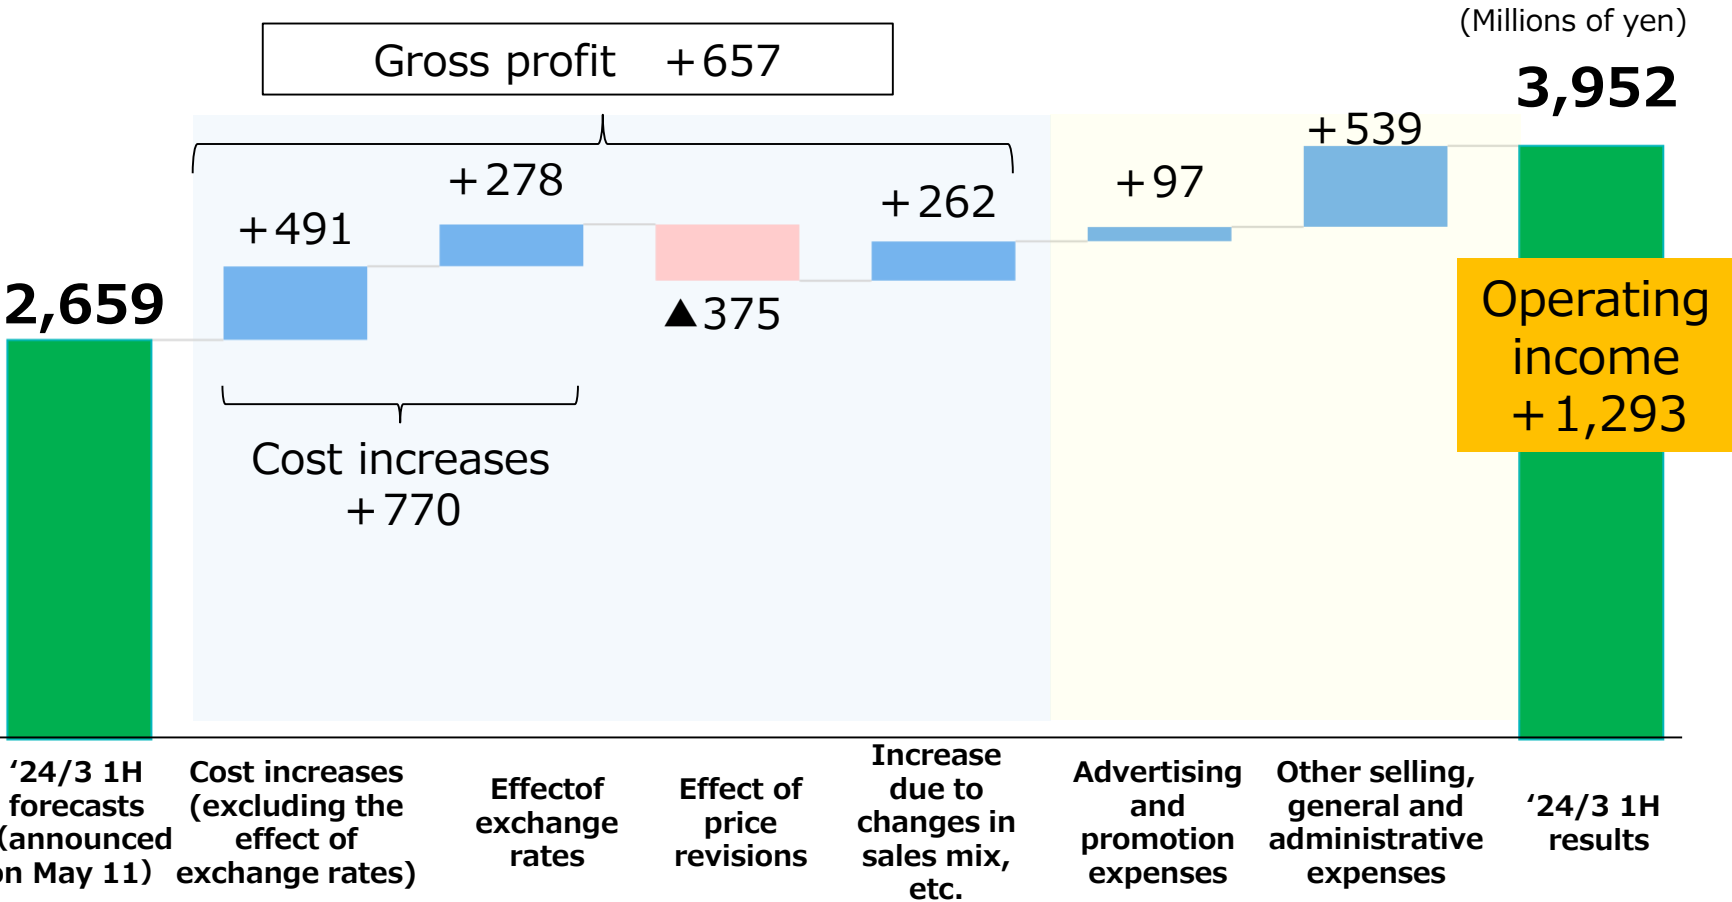 (Millions of yen)
Gross profit +657
3,952
+539
+278
+97
+262
+491
2,659
▲375
Operating
income
+1,293
Cost increases
+770
‘24/3 1H
forecasts
(announced
on May 11)
Cost increases
(excluding the
effect of
exchange rates)
Effectof
exchange
rates
Effect of
price
revisions
Increase
due to
changes in
sales mix,
etc.
Advertising
and
promotion
expenses
Other selling,
general and
administrative
expenses
‘24/3 1H
results